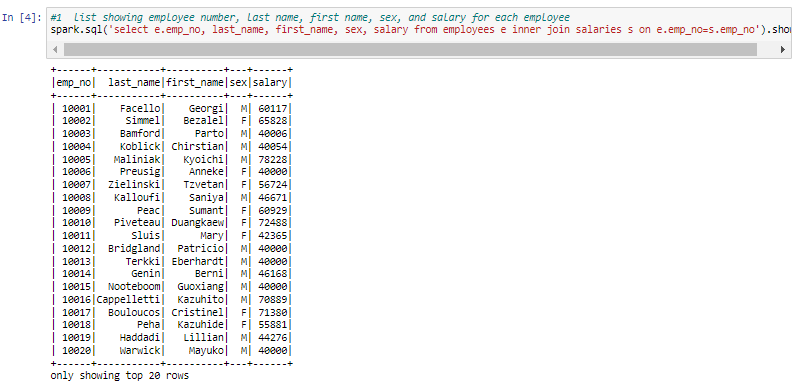 In [4]: #1 list showing employee number, last name, first name, sex, and salary for each employee
spark.sql('select e.emp_no, last_name, first_name, sex, salary from employees e inner join salaries s on e.emp_no=s.emp_no').sho
+------+-----------+----------+---+------+
|emp_no|  last_name|first_name|sex|salary|
+------+-----------+----------+---+------+
| 10001|    Facello|    Georgi|  M| 60117|
| 10002|     Simmel|   Bezalel|  F| 65828|
| 10003|    Bamford|     Parto|  M| 40006|
| 10004|    Koblick| Chirstian|  M| 40054|
| 10005|   Maliniak|   Kyoichi|  M| 78228|
| 10006|    Preusig|    Anneke|  F| 40000|
| 10007|  Zielinski|   Tzvetan|  F| 56724|
| 10008|   Kalloufi|    Saniya|  M| 46671|
| 10009|       Peac|    Sumant|  F| 60929|
| 10010|   Piveteau| Duangkaew|  F| 72488|
| 10011|      Sluis|      Mary|  F| 42365|
| 10012|  Bridgland|  Patricio|  M| 40000|
| 10013|     Terkki| Eberhardt|  M| 40000|
| 10014|      Genin|     Berni|  M| 46168|
| 10015|  Nooteboom|  Guoxiang|  M| 40000|
| 10016|Cappelletti|  Kazuhito|  M| 70889|
| 10017|  Bouloucos| Cristinel|  F| 71380|
| 10018|       Peha|  Kazuhide|  F| 55881|
| 10019|    Haddadi|   Lillian|  M| 44276|
| 10020|    Warwick|    Mayuko|  M| 40000|
+------+-----------+----------+---+------+
only showing top 20 rows